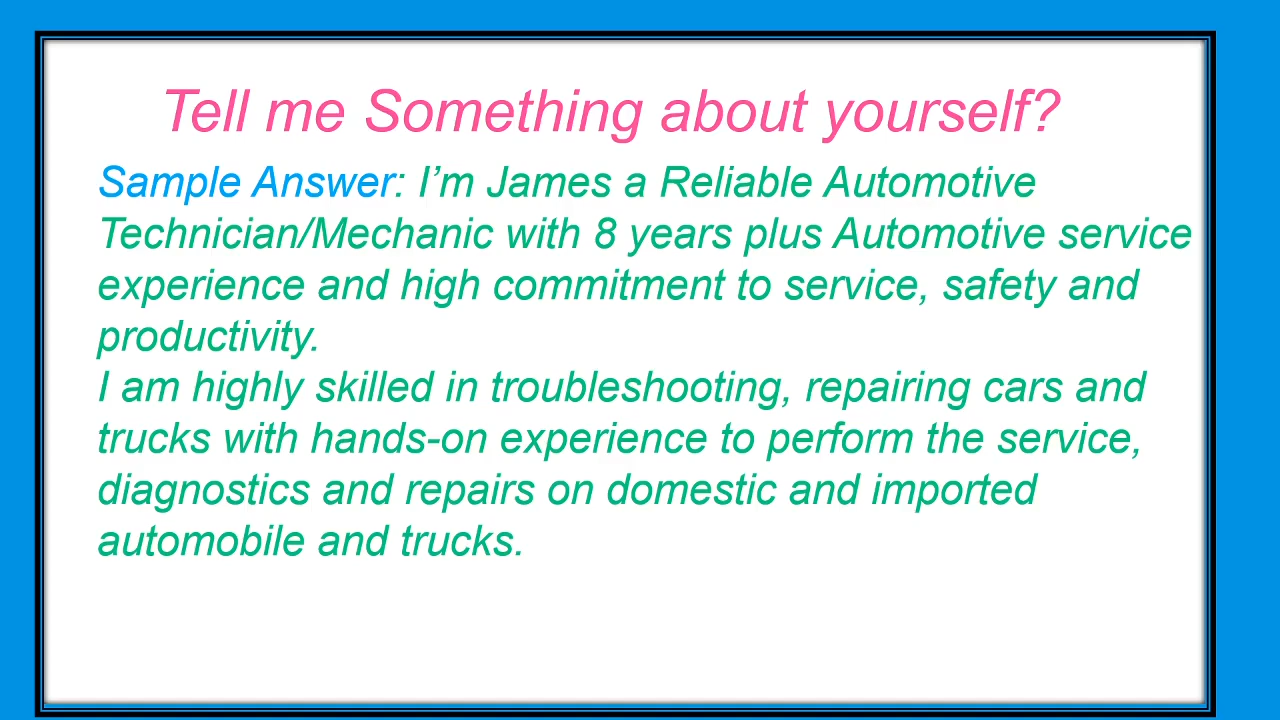 Tell me Something about yourself?
Sample Answer: I’m James a Reliable Automotive
Technician/Mechanic with 8 years plus Automotive service
experience and high commitment to service, safety and
productivity.
I am highly skilled in troubleshooting, repairing cars and
trucks with hands-on experience to perform the service,
diagnostics and repairs on domestic and imported
automobile and trucks.